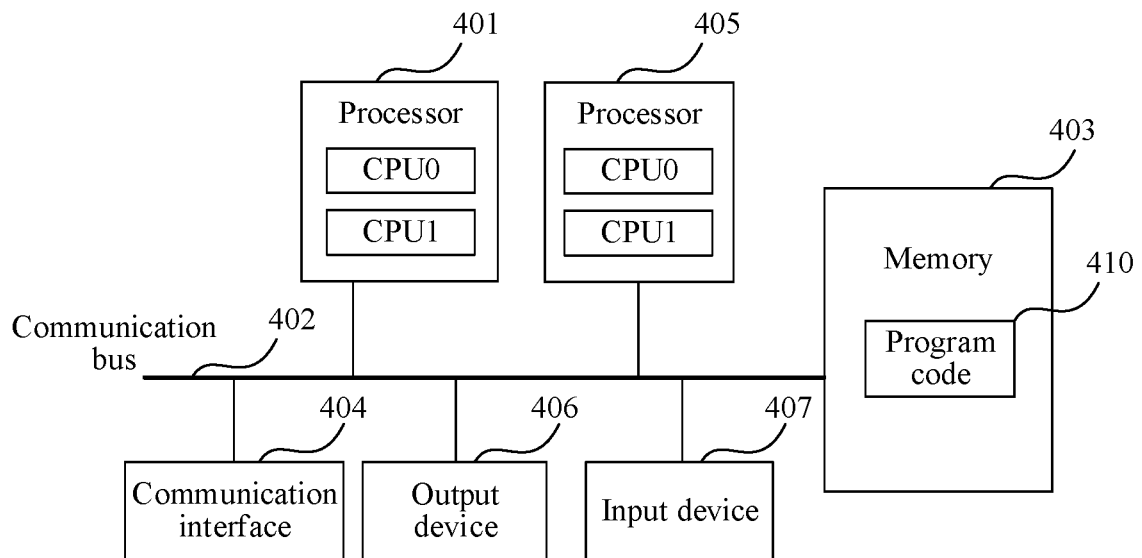 401
405
Processor
CPU0
CPU1
Processor
CPU0
CPU1
403
Memory
410
Program
code
Communication
bus
402
404
406
407
Communication
interface
Output
device
Input device